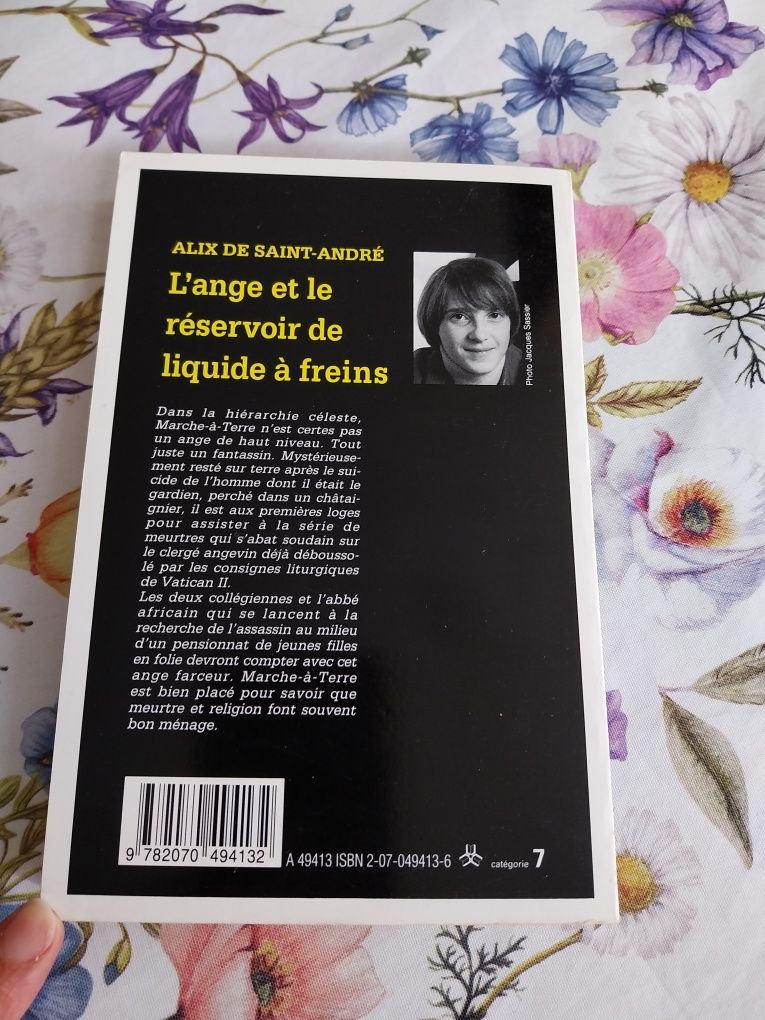 ALIX DE SAINT-ANDRÉ
L'ange et le
réservoir de
liquide à freins
Photo Jacques Sassier
Dans la hiérarchie céleste,
Marche-à-Terre n'est certes pas
un ange de haut niveau. Tout
juste un fantassin. Mystérieuse-
ment resté sur terre après le sui-
cide de l'homme dont il était le
gardien, perché dans un châtai-
gnier, il est aux premières loges
pour assister à la série de
meurtres qui s'abat soudain sur
le clergé angevin déjà débousso-
lé par les consignes liturgiques
de Vatican II.
Les deux collégiennes et l'abbé
africain qui se lancent à la
recherche de l'assassin au milieu
d'un pensionnat de jeunes filles
en folie devront compter avec cet
ange farceur. Marche-à-Terre
est bien placé pour savoir que
meurtre et religion font souvent
bon ménage.
9 782070 494132
A 49413 ISBN 2-07-049413-6
catégorie 7